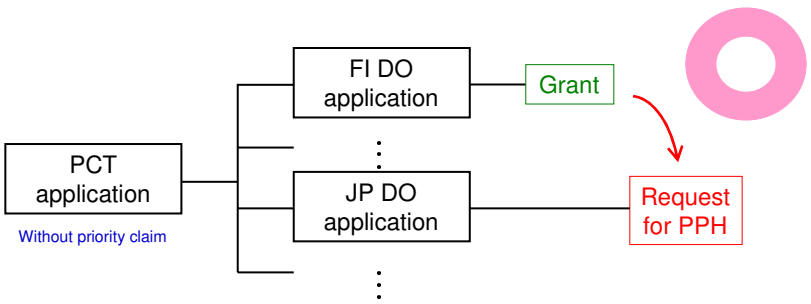 FI DO
application
Grant
PCT
application
Without priority claim
JP DO
application
Request
for PPH